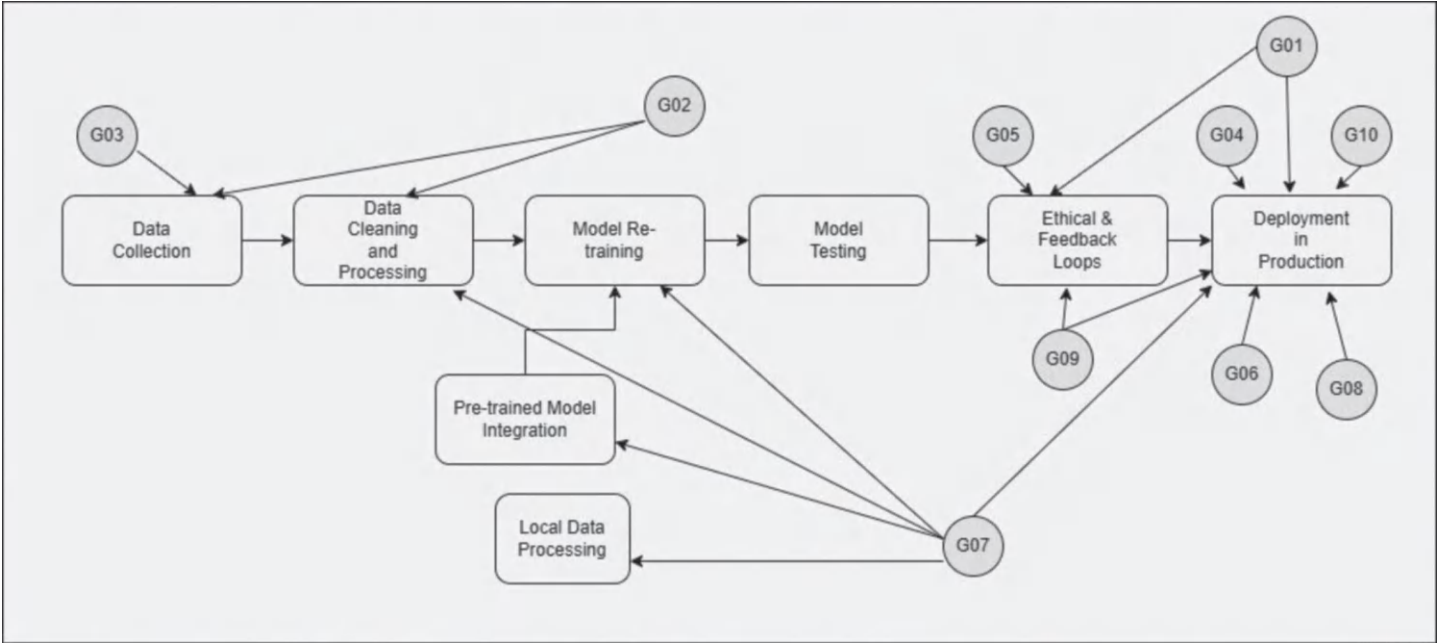 G01
G02
G03
G05
G04
G10
Data
Collection
Data
Cleaning
and
Processing
Model Re-
training
Model
Testing
Ethical &
Feedback
Loops
Deployment
in
Production
G09
G06
G08
Pre-trained Model
Integration
Local Data
Processing
G07